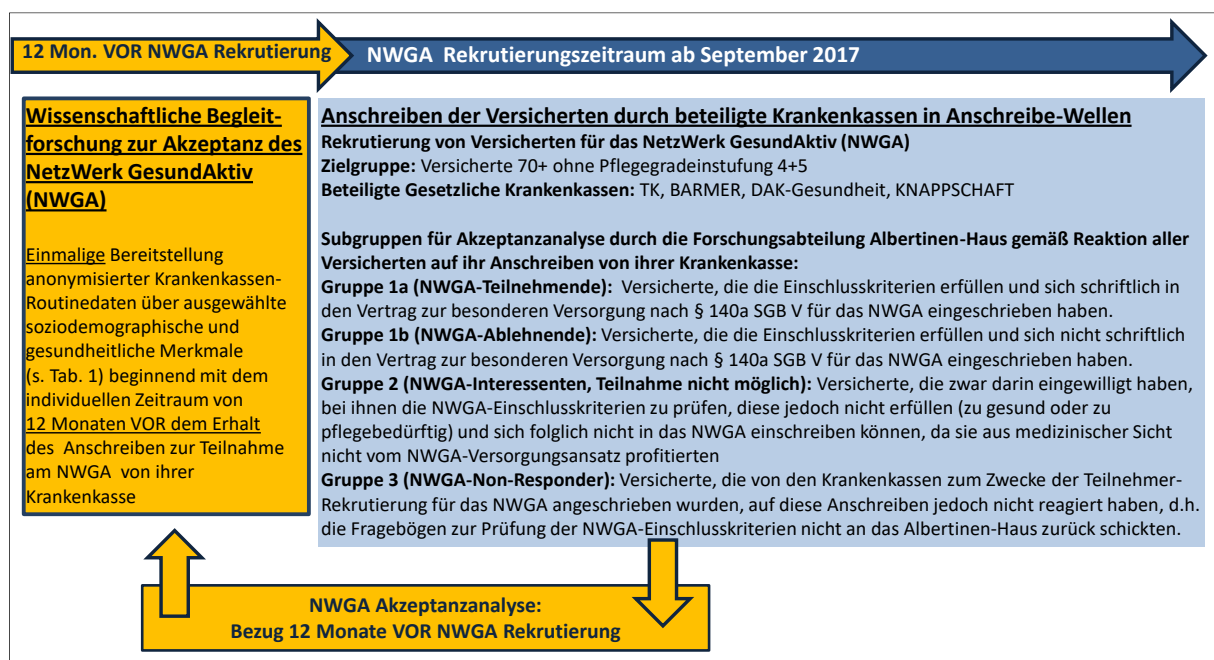 12 Mon. VOR NWGA Rekrutierung
NWGA Rekrutierungszeitraum ab September 2017
Wissenschaftliche Begleit-
forschung zur Akzeptanz des
NetzWerk GesundAktiv
(NWGA)
Einmalige Bereitstellung
anonymisierter Krankenkassen-
Routinedaten über ausgewählte
soziodemographische und
gesundheitliche Merkmale
(s. Tab. 1) beginnend mit dem
individuellen Zeitraum von
12 Monaten VOR dem Erhalt
des Anschreiben zur Teilnahme
am NWGA von ihrer
Krankenkasse
Anschreiben der Versicherten durch beteiligte Krankenkassen in Anschreibe-Wellen
Rekrutierung von Versicherten für das NetzWerk GesundAktiv (NWGA)
Zielgruppe: Versicherte 70+ ohne Pflegegradeinstufung 4+5
Beteiligte Gesetzliche Krankenkassen: TK, BARMER, DAK-Gesundheit, KNAPPSCHAFT
Subgruppen für Akzeptanzanalyse durch die Forschungsabteilung Albertinen-Haus gemäß Reaktion aller
Versicherten auf ihr Anschreiben von ihrer Krankenkasse:
Gruppe 1a (NWGA-Teilnehmende): Versicherte, die die Einschlusskriterien erfüllen und sich schriftlich in
den Vertrag zur besonderen Versorgung nach § 140a SGB V für das NWGA eingeschrieben haben.
Gruppe 1b (NWGA-Ablehnende): Versicherte, die die Einschlusskriterien erfüllen und sich nicht schriftlich
in den Vertrag zur besonderen Versorgung nach § 140a SGB V für das NWGA eingeschrieben haben.
Gruppe 2 (NWGA-Interessenten, Teilnahme nicht möglich): Versicherte, die zwar darin eingewilligt haben,
bei ihnen die NWGA-Einschlusskriterien zu prüfen, diese jedoch nicht erfüllen (zu gesund oder zu
pflegebedürftig) und sich folglich nicht in das NWGA einschreiben können, da sie aus medizinischer Sicht
nicht vom NWGA-Versorgungsansatz profitierten
Gruppe 3 (NWGA-Non-Responder): Versicherte, die von den Krankenkassen zum Zwecke der Teilnehmer-
Rekrutierung für das NWGA angeschrieben wurden, auf diese Anschreiben jedoch nicht reagiert haben, d.h.
die Fragebögen zur Prüfung der NWGA-Einschlusskriterien nicht an das Albertinen-Haus zurück schickten.
NWGA Akzeptanzanalyse:
Bezug 12 Monate VOR NWGA Rekrutierung